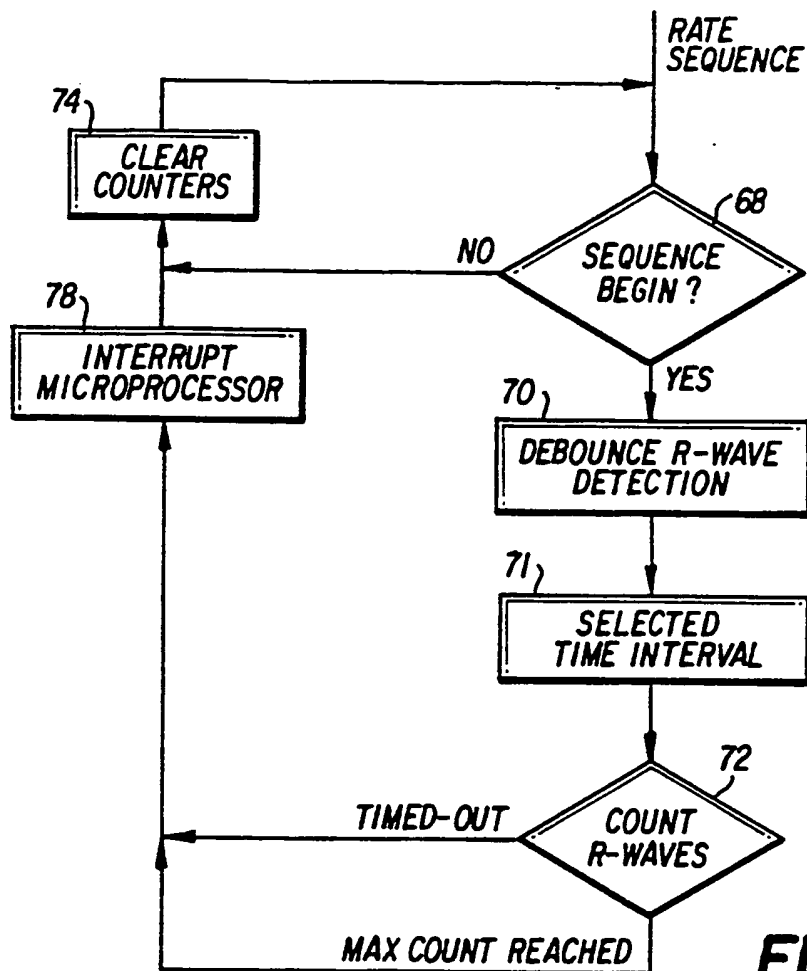 RATE
SEQUENCE
74
CLEAR
COUNTERS
68
SEQUENCE
BEGIN ?
NO
78
INTERRUPT
MICROPROCESSOR
YES
70
DEBOUNCE R-WAVE
DETECTION
71
SELECTED
TIME INTERVAL
72
COUNT
R-WAVES
TIMED-OUT
MAX COUNT REACHED